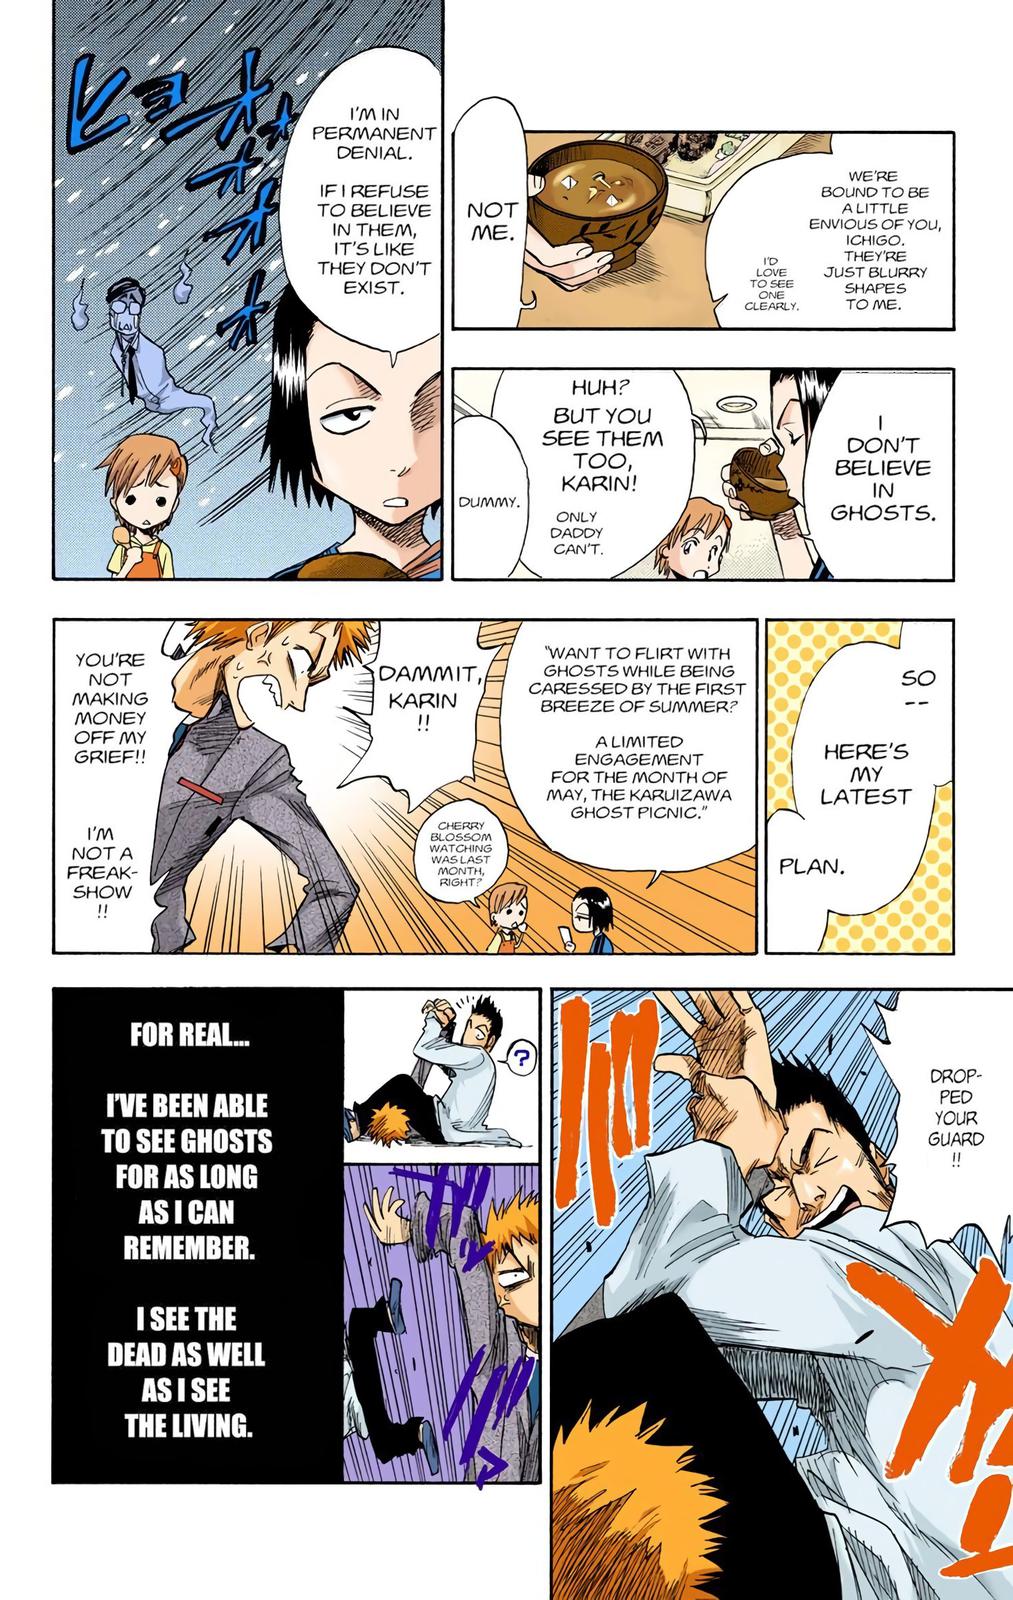 WE'RE
BOUND TO BE
A LITTLE
ENVIOUS OF YOU,
ICHIGO.
THEY'RE
JUST BLURRY
SHAPES
TO ME.
I'D
LOVE
TO SEE
ONE
CLEARLY.
NOT
ME.
I
DON'T
BELIEVE
IN
GHOSTS.
HUH?
BUT YOU
SEE THEM
TOO,
KARIN!
ONLY
DADDY
CAN'T.
DUMMY.
I'M IN
PERMANENT
DENIAL.
IF I REFUSE
TO BELIEVE
IN THEM,
IT'S LIKE
THEY DON'T
EXIST.
ヒョーオオ
オオオオ
SO
--
HERE'S
MY
LATEST
PLAN.
"WANT TO FLIRT WITH
GHOSTS WHILE BEING
CARESSED BY THE FIRST
BREEZE OF SUMMER?
A LIMITED
ENGAGEMENT
FOR THE MONTH OF
MAY, THE KARUIZAWA
GHOST PICNIC."
CHERRY
BLOSSOM
WATCHING
WAS LAST
MONTH,
RIGHT?
DAMMIT,
KARIN
!!
YOU'RE
NOT
MAKING
MONEY
OFF MY
GRIEF!!
I'M
NOT A
FREAK-
SHOW
!!
DROP-
PED
YOUR
GUARD
!!
?
FOR REAL...
I'VE BEEN ABLE
TO SEE GHOSTS
FOR AS LONG
AS I CAN
REMEMBER.
I SEE THE
DEAD AS WELL
AS I SEE
THE LIVING.